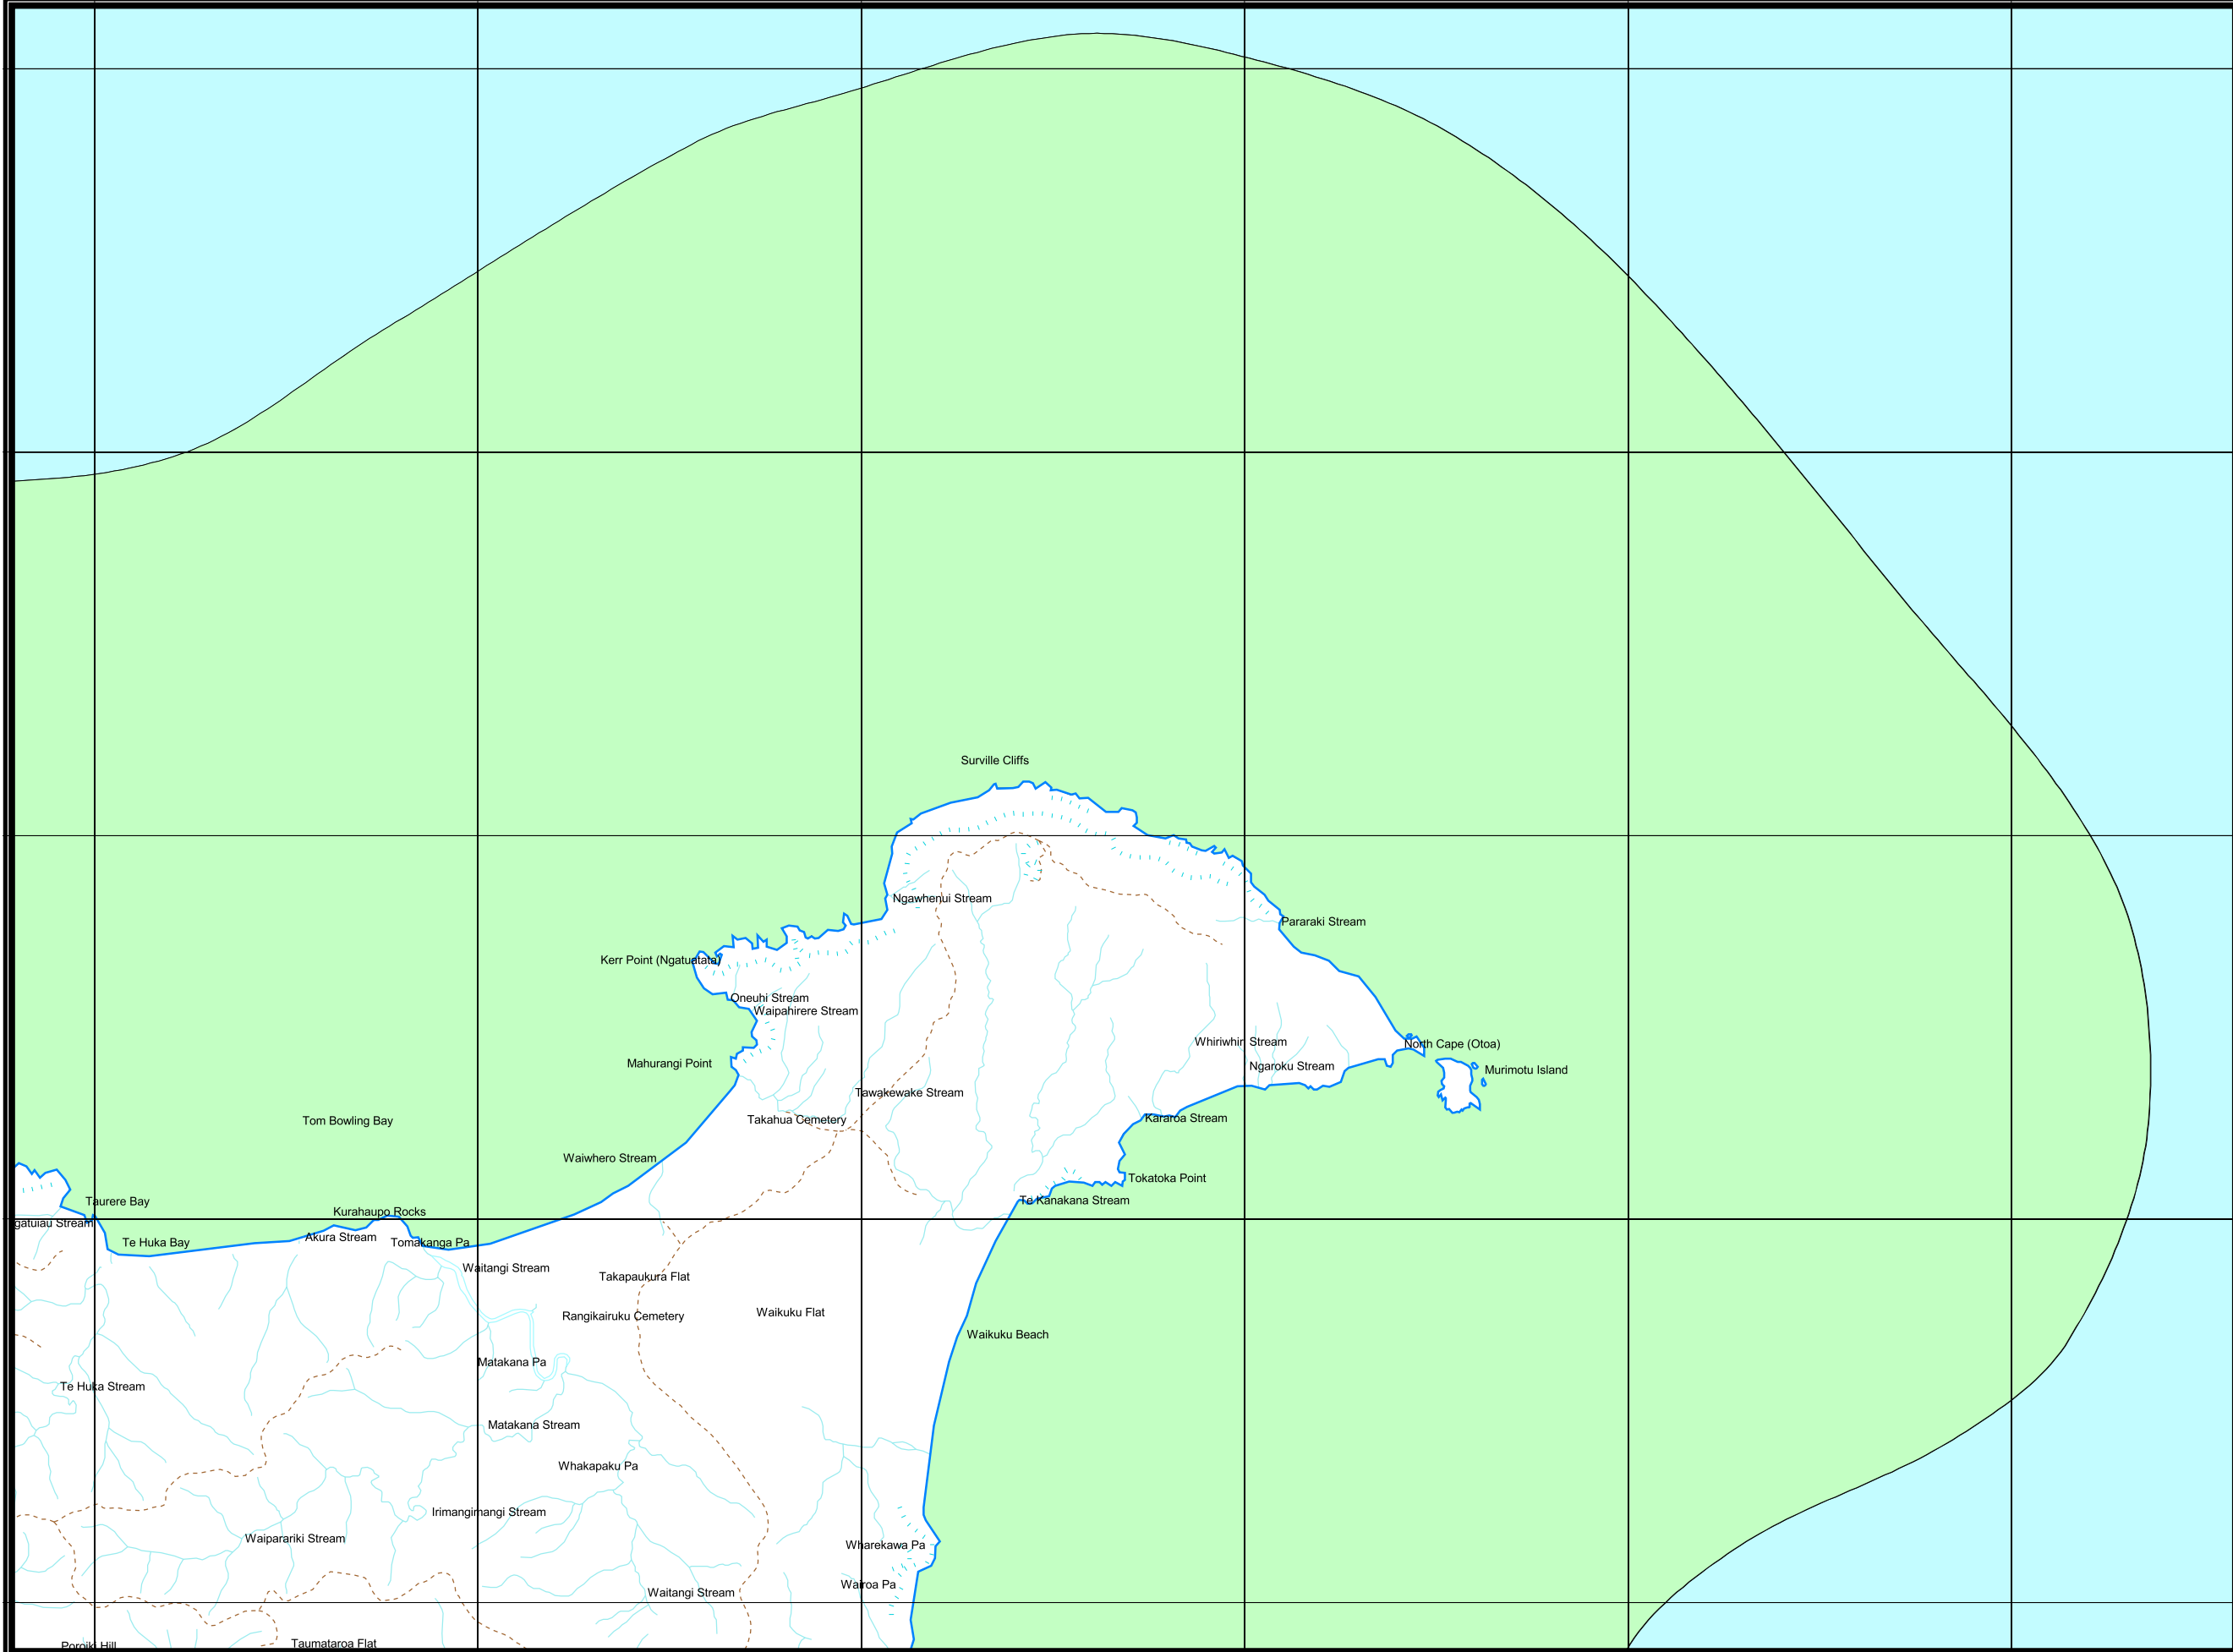 Surville Cliffs
Ngawhenui Stream
Pararaki Stream
Kerr Point (Ngatuatata)
Oneuhi Stream
Waipahirere Stream
Whiriwhiri Stream
North Cape (Otoa)
Mahurangi Point
Ngaroku Stream
Murimotu Island
Tawakewake Stream
Tom Bowling Bay
Takahua Cemetery
Kararoa Stream
Waiwhero Stream
Tokatoka Point
Taurere Bay
Te Kanakana Stream
Kurahaupo Rocks
gatuiau Stream
Akura Stream
Te Huka Bay
Tomakanga Pa
Waitangi Stream
Takapaukura Flat
Rangikairuku Cemetery
Waikuku Flat
Waikuku Beach
Matakana Pa
Te Huka Stream
Matakana Stream
Whakapaku Pa
Irimangimangi Stream
Waiparariki Stream
Wharekawa Pa
Wairoa Pa
Waitangi Stream
Taumataroa Flat
Poroiki Hill